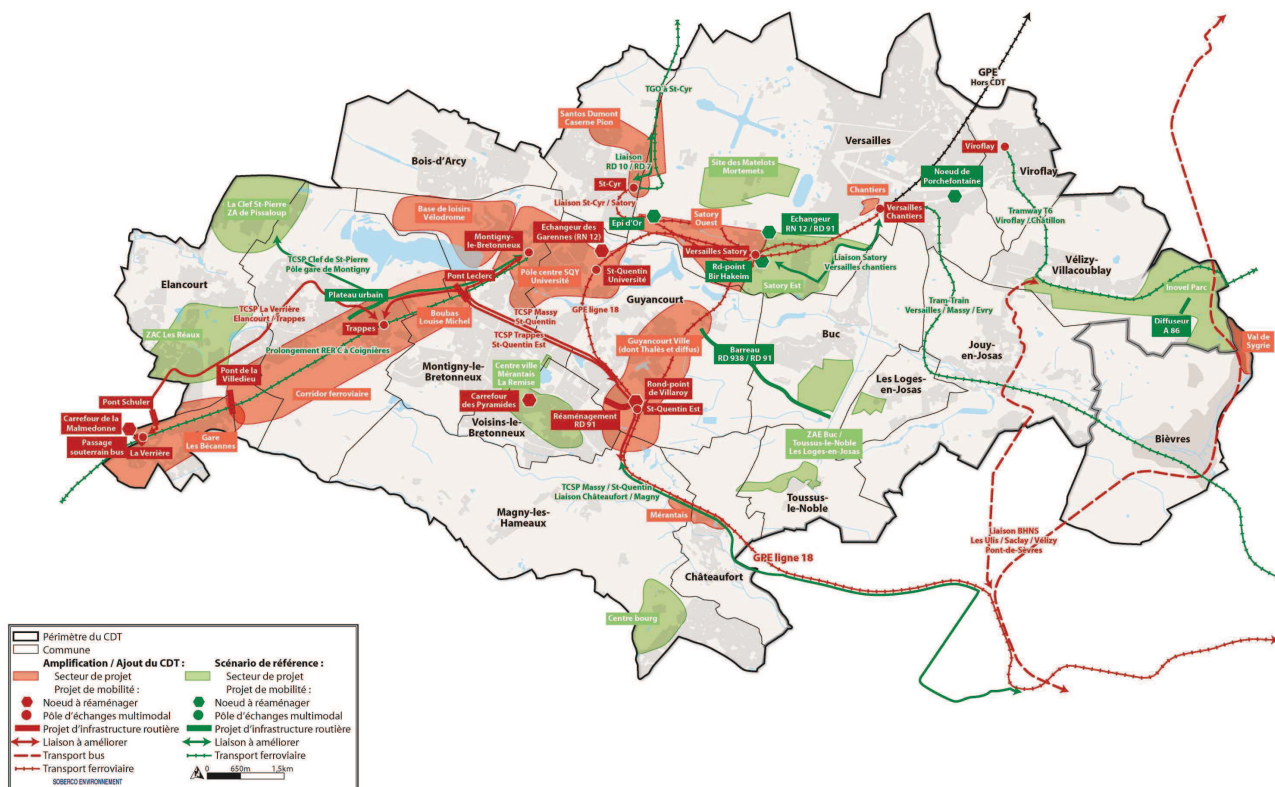 GPE
Hors CDT
TGO à St-Cyr
Santos Dumont
Caserne Pion
Versailles
Viroflay
Bois-d'Arcy
Liaison
RD 10 / RD 7
Site des Matelots
Mortemets
Noeud de
Porchefontaine
Viroflay
La Clef St-Pierre
ZA de Pissaloup
St-Cyr
Chantiers
Liaison St-Cyr / Satory
Base de loisirs
Vélodrome
Epi d'Or
Satory
Ouest
Echangeur
RN 12 / RD 91
Versailles
Chantiers
Tramway T6
Viroflay / Châtillon
Montigny-
le-Bretonneux
Echangeur des
Garennes (RN 12)
Versailles Satory
TCSP Clef de St-Pierre
Pôle gare de Montigny
Pont Leclerc
Pôle centre SQY
Université
St-Quentin
Université
Rd-point
Bir Hakeim
Liaison Satory
Versailles chantiers
Vélizy-
Villacoublay
Elancourt
Plateau urbain
Satory Est
Inovel Parc
TCSP La Verrière
Elancourt / Trappes
Boubas
Louise Michel
TCSP Massy
St-Quentin
GPE ligne 18
Guyancourt
Tram-Train
Versailles / Massy / Evry
Diffuseur
A 86
ZAC Les Réaux
Trappes
TCSP Trappes
St-Quentin Est
Buc
Val de
Sygrie
Prolongement RER C à Coignières
Guyancourt Ville
(dont Thalès et diffus)
Barreau
RD 938 / RD 91
Jouy-
en-Josas
Pont de la
Villedieu
Montigny-le-
Bretonneux
Centre ville
Mérantais
La Remise
Les Loges-
en-Josas
Pont Schuler
Corridor ferroviaire
Carrefour
des Pyramides
Rond-point
de Villaroy
Carrefour de la
Malmedonne
Réaménagement
RD 91
St-Quentin Est
Voisins-le-
Bretonneux
Passage
souterrain bus
La Verrière
Gare
Les Bécannes
ZAE Buc /
Toussus-le-Noble
Les Loges-en-Josas
Bièvres
TCSP Massy / St-Quentin
Liaison Châteaufort / Magny
Toussus-
le-Noble
Magny-les-
Hameaux
Mérantais
Liaison BHNS
Les Ulis / Saclay / Vélizy
Pont-de-Sèvres
GPE ligne 18
Châteaufort
Centre bourg
Périmètre du CDT
Commune
Amplification / Ajout du CDT :
Secteur de projet
Projet de mobilité :
Noeud à réaménager
Pôle d'échanges multimodal
Projet d'infrastructure routière
Liaison à améliorer
Transport bus
Transport ferroviaire
Scénario de référence :
Secteur de projet
Projet de mobilité :
Noeud à réaménager
Pôle d'échanges multimodal
Projet d'infrastructure routière
Liaison à améliorer
Transport ferroviaire
0 650m 1,5km
SOBERCO ENVIRONNEMENT